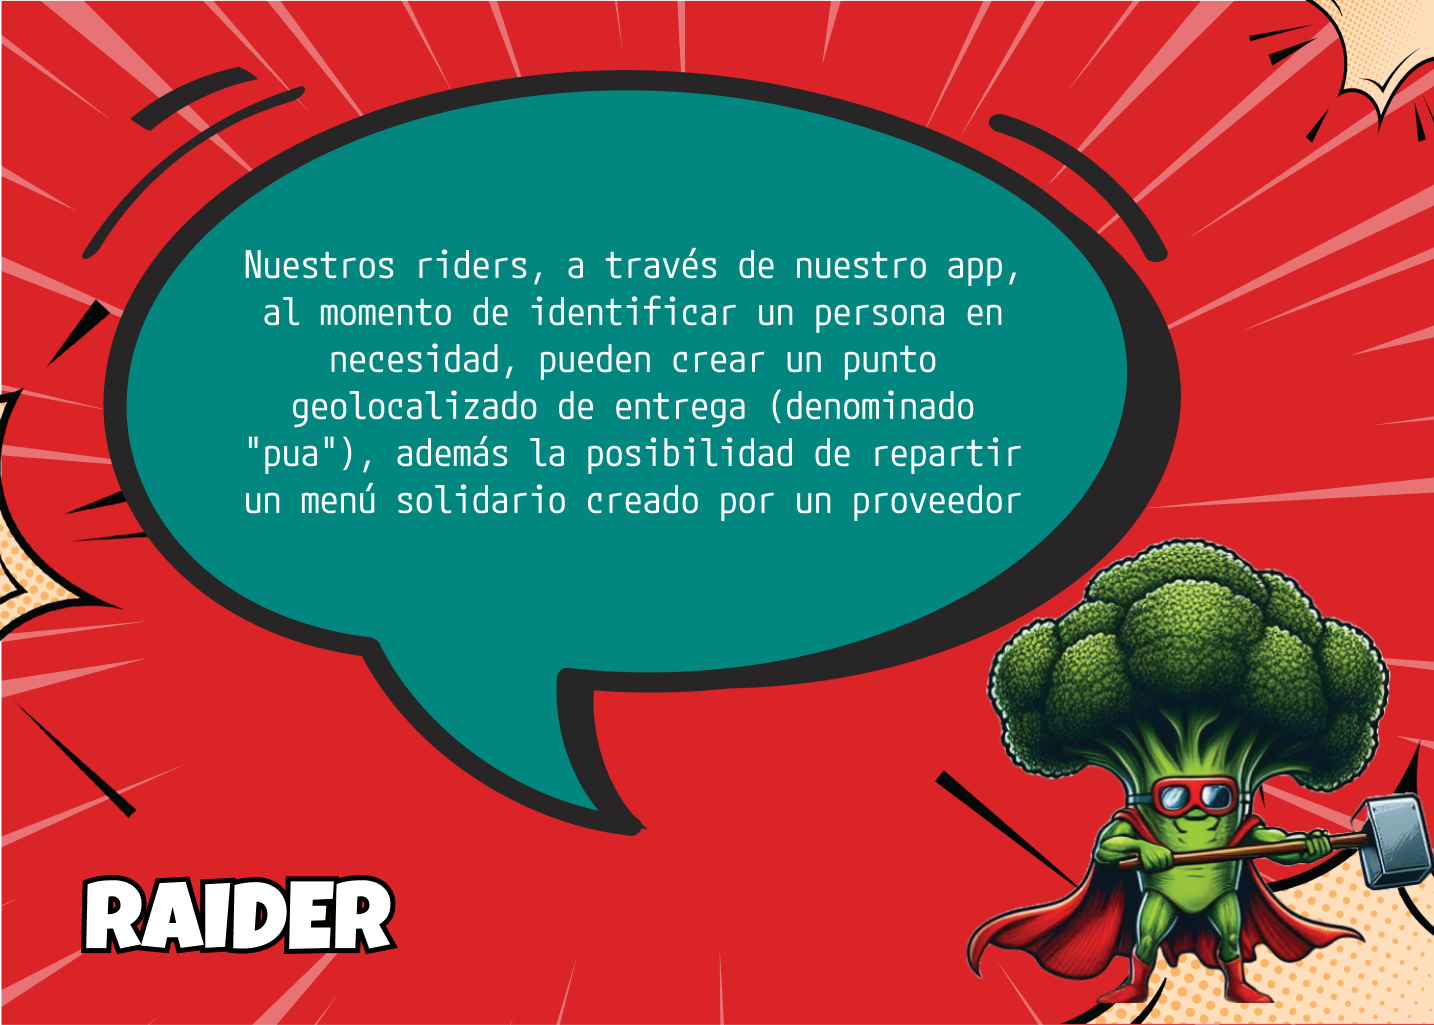 Nuestros riders, a través de nuestro app,
al momento de identificar un persona en
necesidad, pueden crear un punto
geolocalizado de entrega (denominado
"pua"), además la posibilidad de repartir
un menú solidario creado por un proveedor
RAIDER